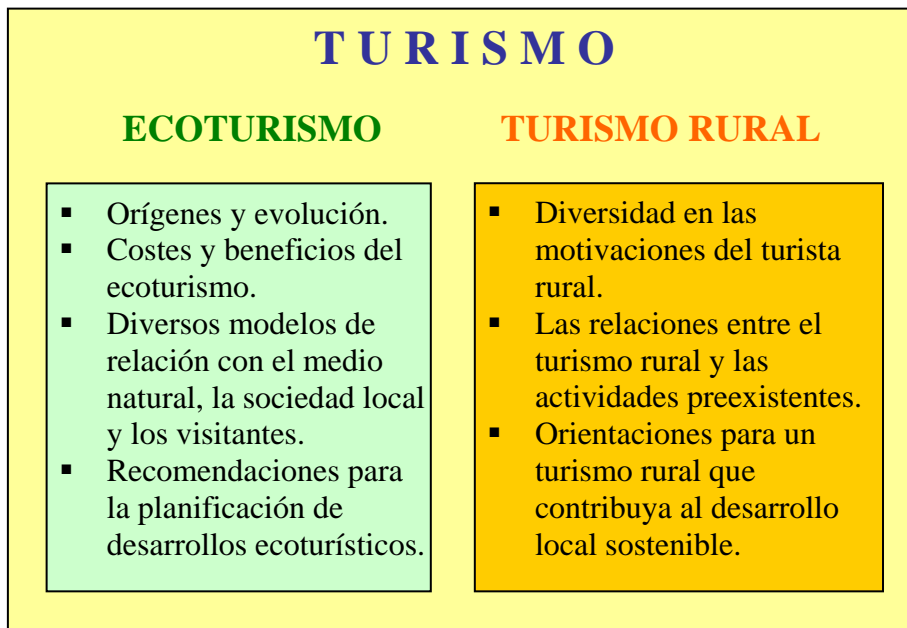 T U R I S M O
ECOTURISMO
▪ Orígenes y evolución.
▪ Costes y beneficios del
ecoturismo.
▪ Diversos modelos de
relación con el medio
natural, la sociedad local
y los visitantes.
▪ Recomendaciones para
la planificación de
desarrollos ecoturísticos.
TURISMO RURAL
▪ Diversidad en las
motivaciones del turista
rural.
▪ Las relaciones entre el
turismo rural y las
actividades preexistentes.
▪ Orientaciones para un
turismo rural que
contribuya al desarrollo
local sostenible.